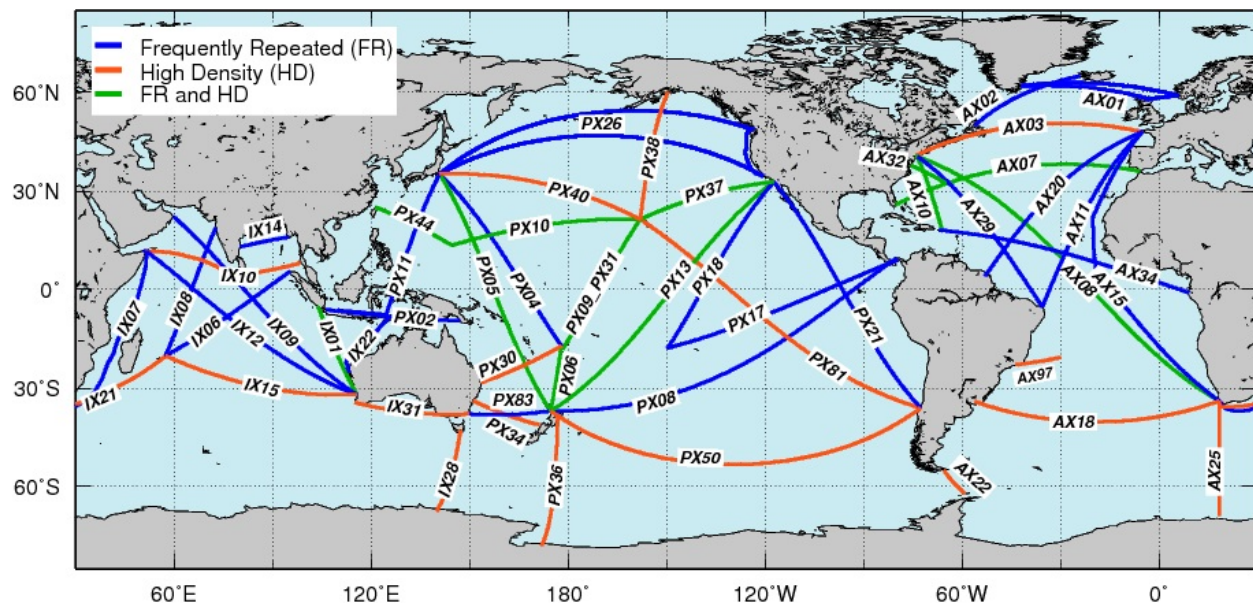 Frequently Repeated (FR)
High Density (HD)
FR and HD
60°N
30°N
0°
30°S
60°S
60°E
120°E
180°
120°W
60°W
0°
AX02
AX01
AX03
PX26
PX38
AX32
AX07
AX10
AX20
AX29
AX11
PX37
PX40
PX44
PX10
IX14
IX10
PX11
PX05
PX04
PX09_PX31
PX13
PX18
AX34
AX08
AX15
IX07
IX08
IX06
IX12
IX09
IX01
IX22
PX02
PX17
PX21
PX30
PX06
PX81
AX97
IX21
IX15
IX31
PX83
PX34
PX08
AX18
PX50
IX28
PX36
AX22
AX25